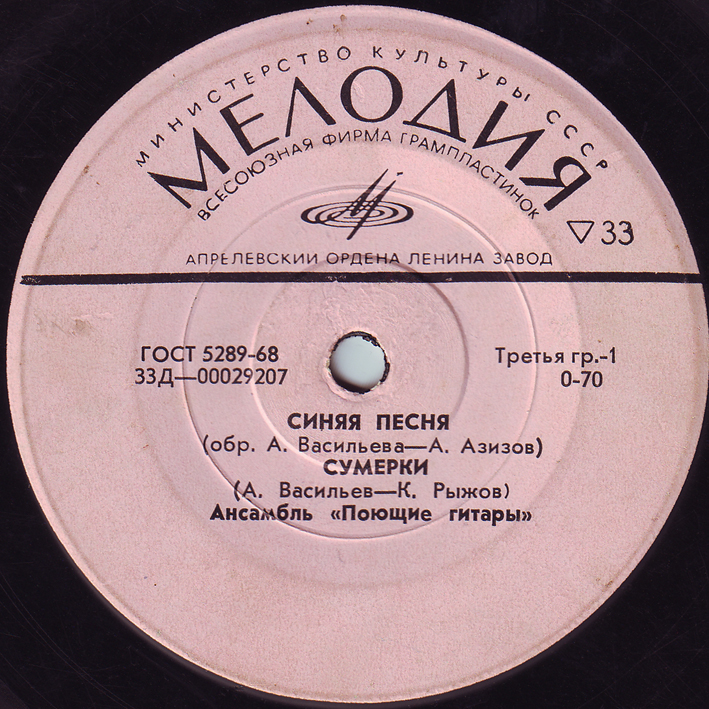 МИНИСТЕРСТВО КУЛЬТУРЫ СССР
МЕЛОДИЯ
ВСЕСОЮЗНАЯ ФИРМА ГРАМПЛАСТИНОК
▽33
АПРЕЛЕВСКИЙ ОРДЕНА ЛЕНИНА ЗАВОД
ГОСТ 5289-68
Третья гр.-1
33Д—00029207
0-70
СИНЯЯ ПЕСНЯ
(обр. А. Васильева—А. Азизов)
СУМЕРКИ
(А. Васильев—К. Рыжов)
Ансамбль «Поющие гитары»